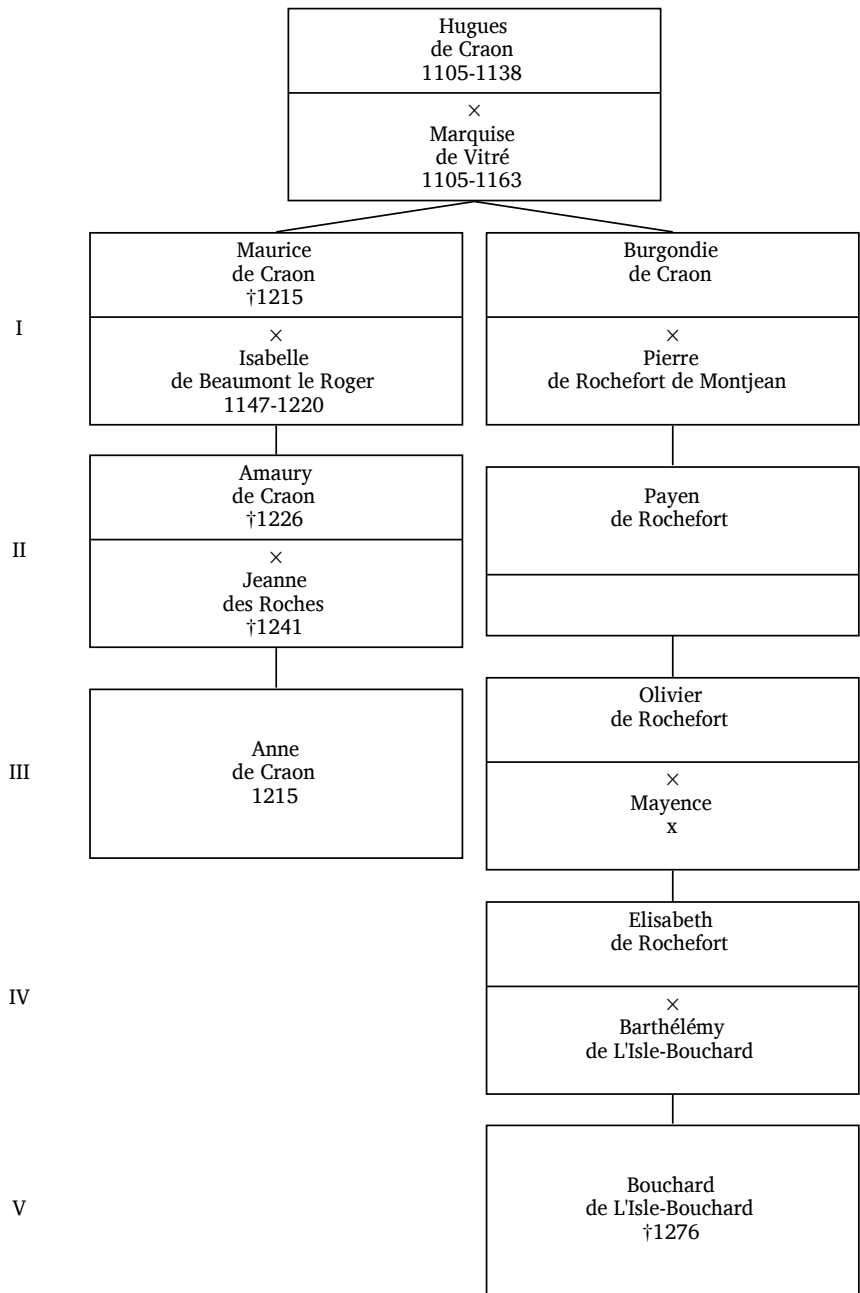 Hugues
de Craon
1105-1138
×
Marquise
de Vitré
1105-1163
I
Maurice
de Craon
†1215
×
Isabelle
de Beaumont le Roger
1147-1220
Burgondie
de Craon
×
Pierre
de Rochefort de Montjean
II
Amaury
de Craon
†1226
×
Jeanne
des Roches
†1241
Payen
de Rochefort
III
Anne
de Craon
1215
Olivier
de Rochefort
×
Mayence
x
IV
Elisabeth
de Rochefort
×
Barthélémy
de L'Isle-Bouchard
V
Bouchard
de L'Isle-Bouchard
†1276